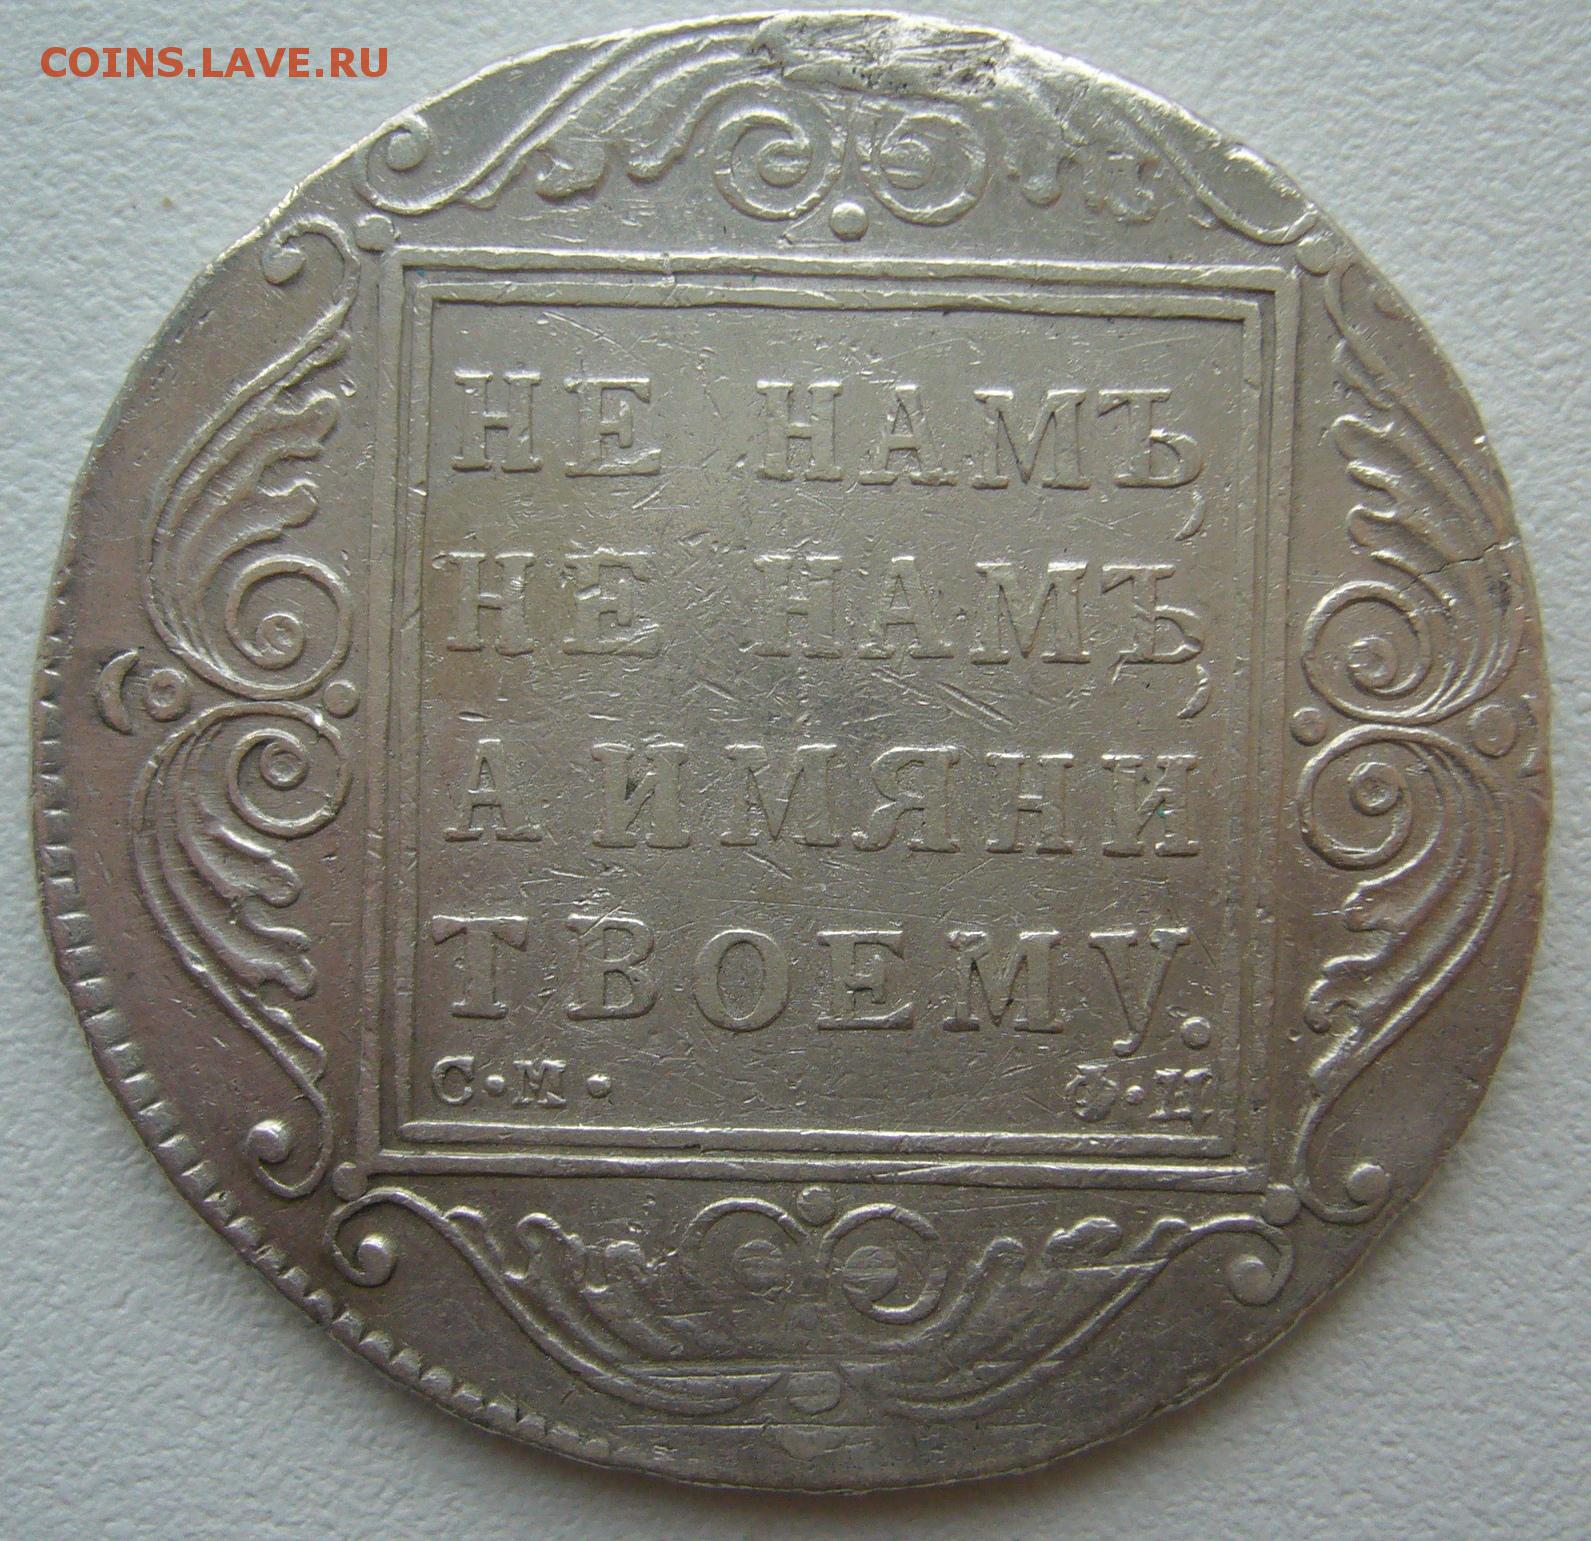 COINS.LAVE.RU
НЕ НАМЪ,
НЕ НАМЪ,
А ИМЯНИ
ТВОЕМУ.
С·М· Ф·Ц